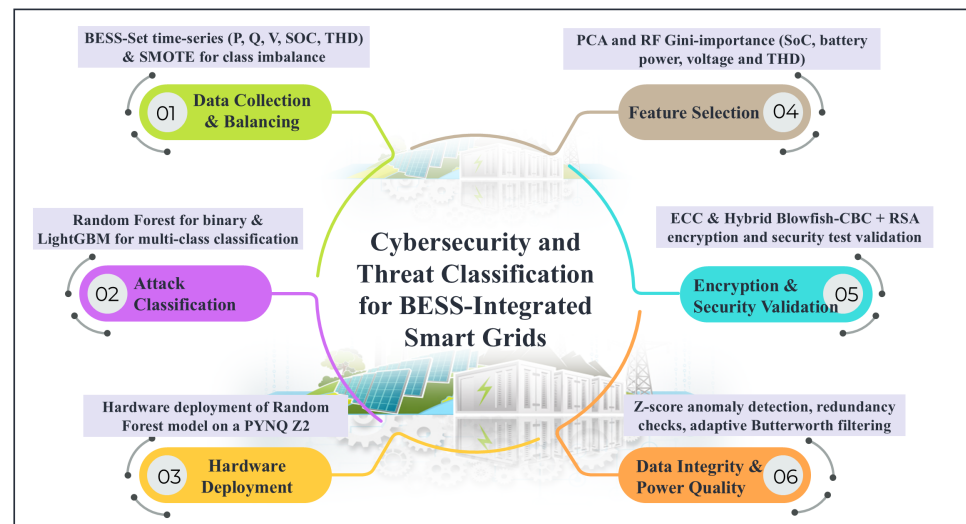 BESS-Set time-series (P, Q, V, SOC, THD)
& SMOTE for class imbalance
01
Data Collection
& Balancing
Random Forest for binary &
LightGBM for multi-class classification
02
Attack
Classification
Hardware deployment of Random
Forest model on a PYNQ Z2
03
Hardware
Deployment
Cybersecurity and
Threat Classification
for BESS-Integrated
Smart Grids
PCA and RF Gini-importance (SoC, battery
power, voltage and THD)
Feature Selection
04
ECC & Hybrid Blowfish-CBC + RSA
encryption and security test validation
Encryption &
Security Validation
05
Z-score anomaly detection, redundancy
checks, adaptive Butterworth filtering
Data Integrity &
Power Quality
06